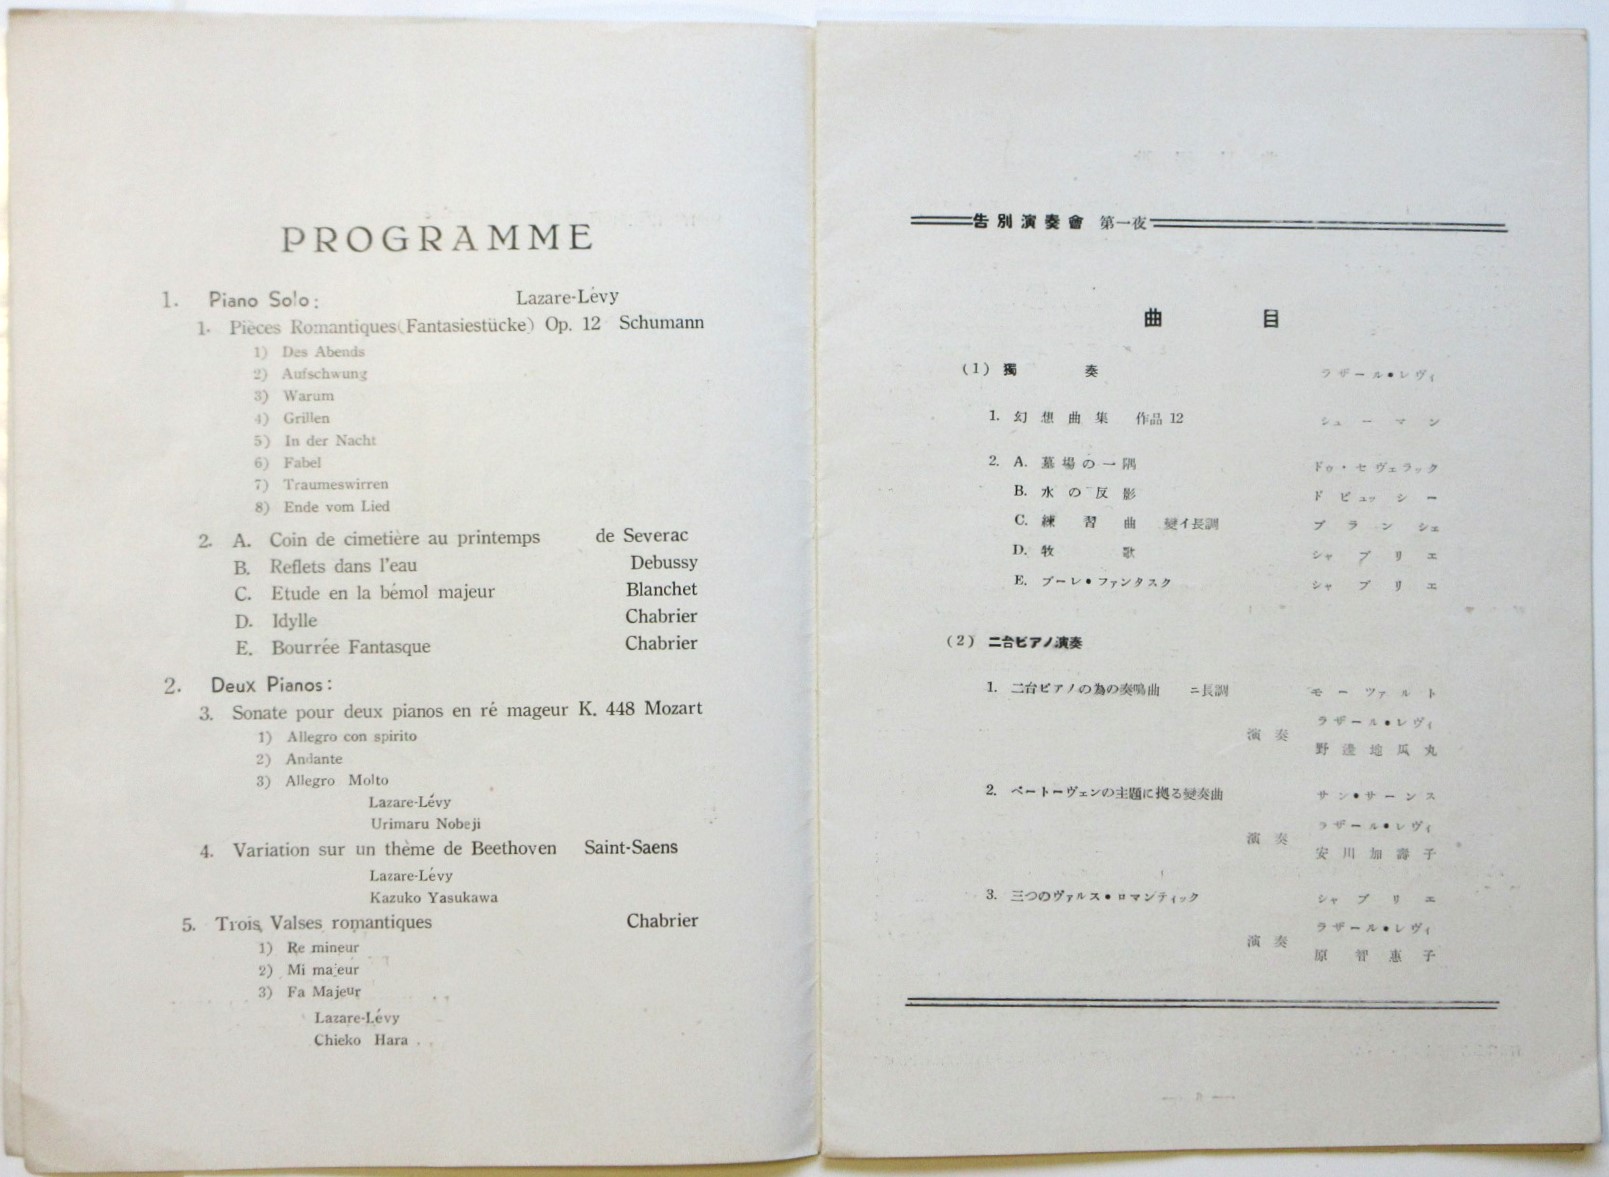 PROGRAMME
1. Piano Solo: Lazare-Lévy
1. Pièces Romantiques (Fantasiestücke) Op. 12 Schumann
1) Des Abends
2) Aufschwung
3) Warum
4) Grillen
5) In der Nacht
6) Fabel
7) Traumeswirren
8) Ende vom Lied
2. A. Coin de cimetière au printemps de Severac
B. Reflets dans l'eau Debussy
C. Etude en la bémol majeur Blanchet
D. Idylle Chabrier
E. Bourrée Fantasque Chabrier
2. Deux Pianos:
3. Sonate pour deux pianos en ré mageur K. 448 Mozart
1) Allegro con spirito
2) Andante
3) Allegro Molto
Lazare-Lévy
Urimaru Nobeji
4. Variation sur un thème de Beethoven Saint-Saens
Lazare-Lévy
Kazuko Yasukawa
5. Trois Valses romantiques Chabrier
1) Re mineur
2) Mi majeur
3) Fa Majeur
Lazare-Lévy
Chieko Hara
告別演奏會 第一夜
曲目
(1) 獨奏 ラザール・レヴィ
1. 幻想曲集 作品12 シューマン
2. A. 墓場の一隅 ドゥ・セヴェラック
B. 水の反影 ドビュッシー
C. 練習曲 變イ長調 ブランシェ
D. 牧歌 シャブリエ
E. ブーレ・ファンタスク シャブリエ
(2) 二台ピアノ演奏
1. 二台ピアノの為の奏鳴曲 ニ長調 モーツァルト
演奏 ラザール・レヴィ
野邊地瓜丸
2. ベートーヴェンの主題に拠る變奏曲 サン・サーンス
演奏 ラザール・レヴィ
安川加壽子
3. 三つのヴァルス・ロマンティック シャブリエ
演奏 ラザール・レヴィ
原智惠子